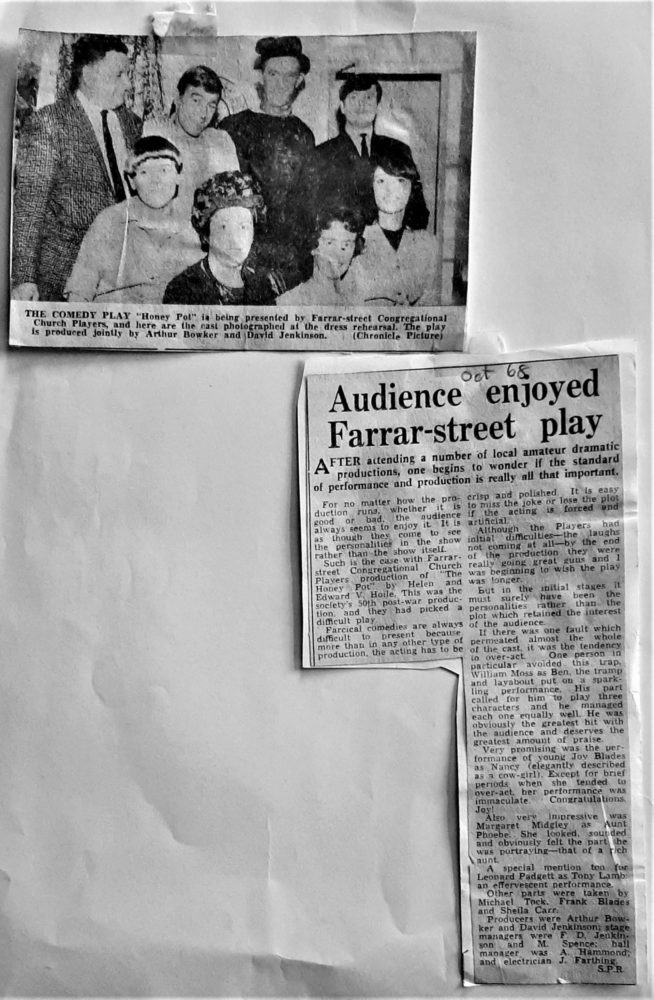 THE COMEDY PLAY "Honey Pot" is being presented by Farrar-street Congregational
Church Players, and here are the cast photographed at the dress rehearsal. The play
is produced jointly by Arthur Bowker and David Jenkinson. (Chronicle Picture)
Oct 68
Audience enjoyed
Farrar-street play
AFTER attending a number of local amateur dramatic
productions, one begins to wonder if the standard
of performance and production is really all that important.
For no matter how the pro-
duction runs, whether it is
good or bad, the audience
always seems to enjoy it. It is
as though they come to see
the personalities in the show
rather than the show itself.
Such is the case with Farrar-
street Congregational Church
Players production of "The
Honey Pot" by Helen and
Edward V. Hoile. This was the
society's 50th post-war produc-
tion, and they had picked a
difficult play.
Farcical comedies are always
difficult to present because
more than in any other type of
production, the acting has to be
crisp and polished. It is easy
to miss the joke or lose the plot
if the acting is forced and
artificial.
Although the Players had
initial difficulties—the laughs
not coming at all—by the end
of the production they were
really going great guns and I
was beginning to wish the play
was longer.
But in the initial stages it
must surely have been the
personalities rather than the
plot which retained the interest
of the audience.
If there was one fault which
permeated almost the whole
of the cast, it was the tendency
to over-act. One person in
particular avoided this trap.
William Moss as Ben, the tramp
and layabout put on a spark-
ling performance. His part
called for him to play three
characters and he managed
each one equally well. He was
obviously the greatest hit with
the audience and deserves the
greatest amount of praise.
Very promising was the per-
formance of young Joy Blades
as Nancy (elegantly described
as a cow-girl). Except for brief
periods when she tended to
over-act, her performance was
immaculate. Congratulations,
Joy!
Also very impressive was
Margaret Midgley as Aunt
Phoebe. She looked, sounded
and obviously felt the part she
was portraying—that of a rich
aunt.
A special mention too for
Leonard Padgett as Tony Lamb:
an effervescent performance.
Other parts were taken by
Michael Tock, Frank Blades
and Sheila Carr.
Producers were Arthur Bow-
ker and David Jenkinson; stage
managers were F. D. Jenkin-
son and M. Spence; hall
manager was A. Hammond;
and electrician J. Farthing.
S.P.R.